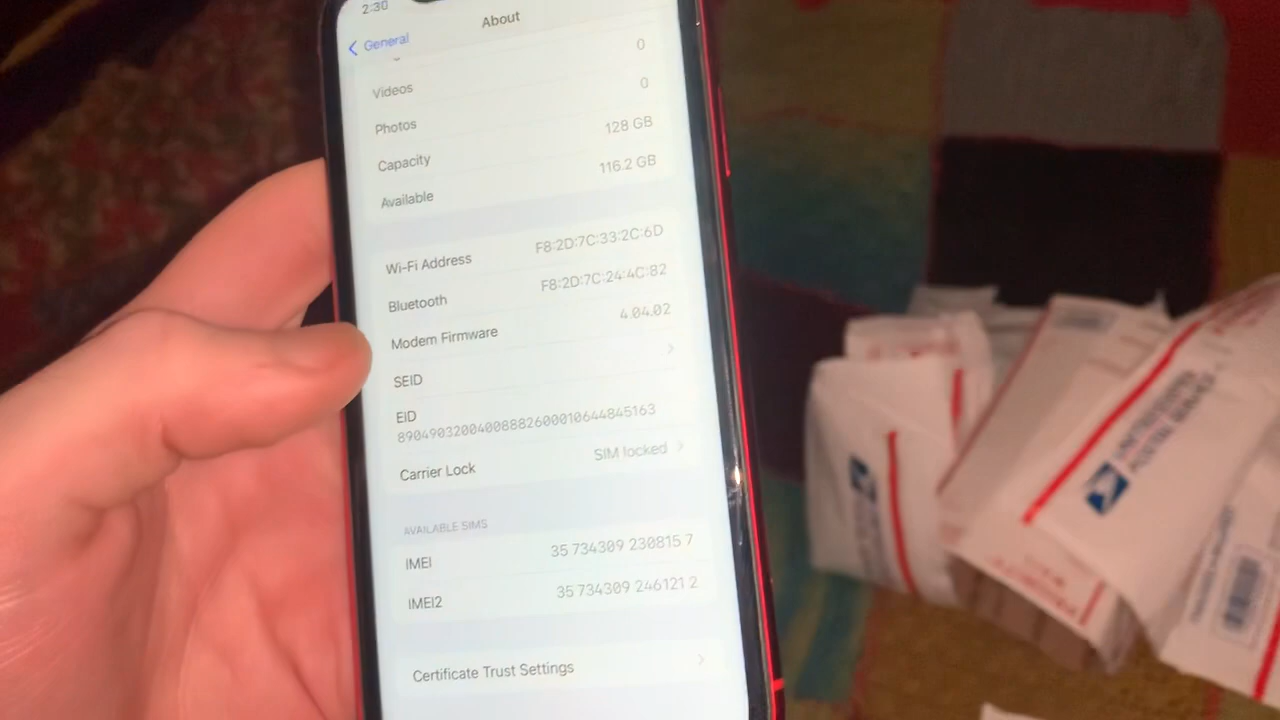 2:30
About
General
Videos 0
Photos 0
Capacity 128 GB
Available 116.2 GB
Wi-Fi Address F8:2D:7C:33:2C:6D
Bluetooth F8:2D:7C:24:4C:82
Modem Firmware 4.04.02
SEID
EID
89049032004008882600010644845163
Carrier Lock SIM locked
AVAILABLE SIMS
IMEI 35 734309 230815 7
IMEI2 35 734309 246121 2
Certificate Trust Settings
UNITED STATES
POSTAL SERVICE